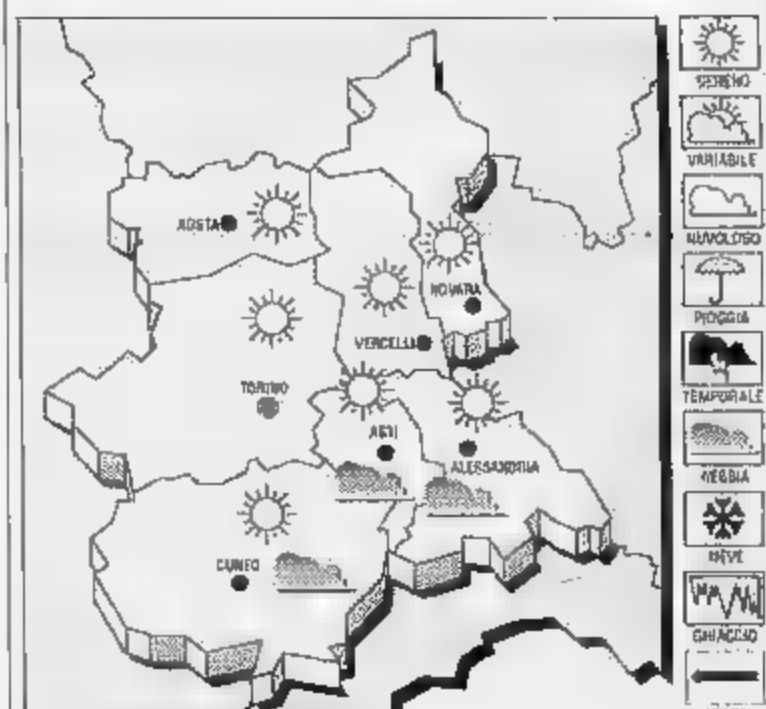 AOSTA
NOVARA
VERCELLI
TORINO
ASTI
ALESSANDRIA
CUNEO
SERENO
VARIABILE
NUVOLOSO
PIOGGIA
TEMPORALE
NEBBIA
NEVE
GHIACCIO